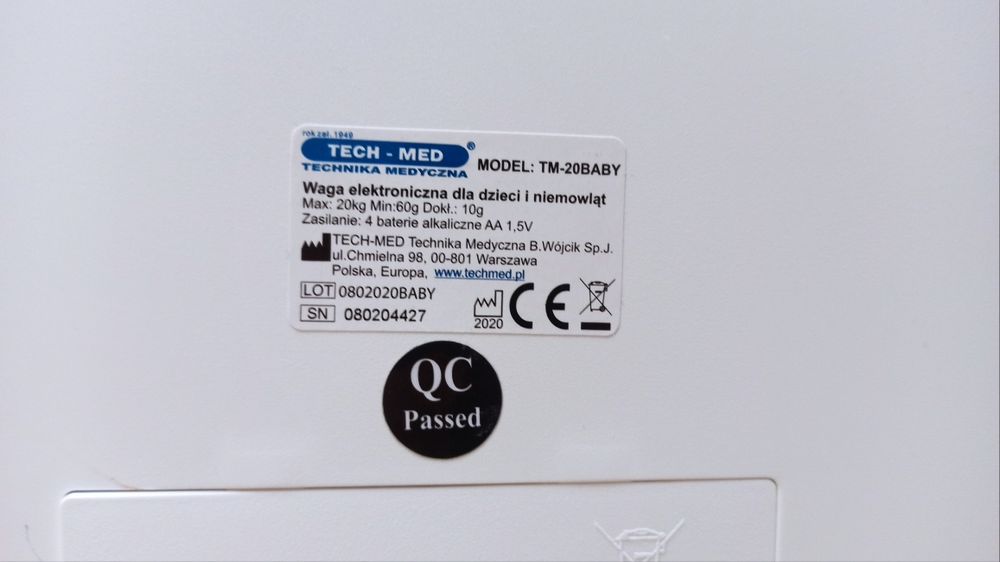 rok zał. 1949
TECH - MED ®
TECHNIKA MEDYCZNA
MODEL: TM-20BABY
Waga elektroniczna dla dzieci i niemowląt
Max: 20kg Min:60g Dokł.: 10g
Zasilanie: 4 baterie alkaliczne AA 1,5V
TECH-MED Technika Medyczna B.Wójcik Sp.J.
ul.Chmielna 98, 00-801 Warszawa
Polska, Europa, www.techmed.pl
LOT 0802020BABY
SN 080204427
2020
CE
QC
Passed